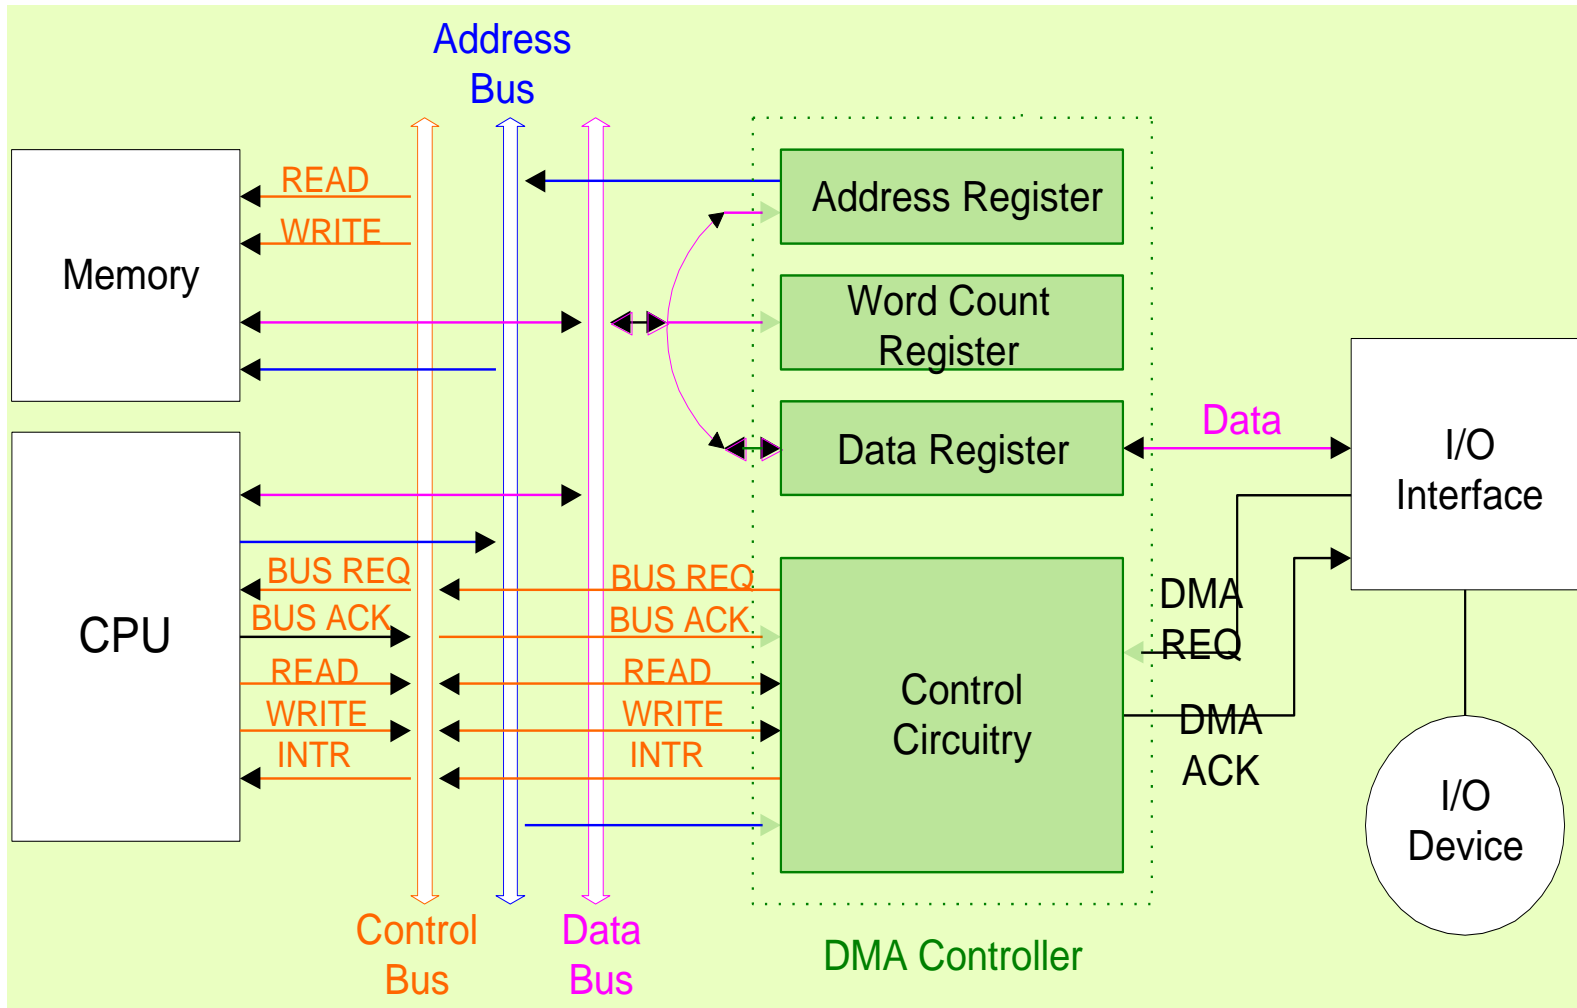 Address
Bus
READ
WRITE
Memory
Address Register
Word Count
Register
Data Register
Data
I/O
Interface
CPU
BUS REQ
BUS ACK
READ
WRITE
INTR
BUS REQ
BUS ACK
READ
WRITE
INTR
Control
Circuitry
DMA
REQ
DMA
ACK
I/O
Device
Control
Bus
Data
Bus
DMA Controller